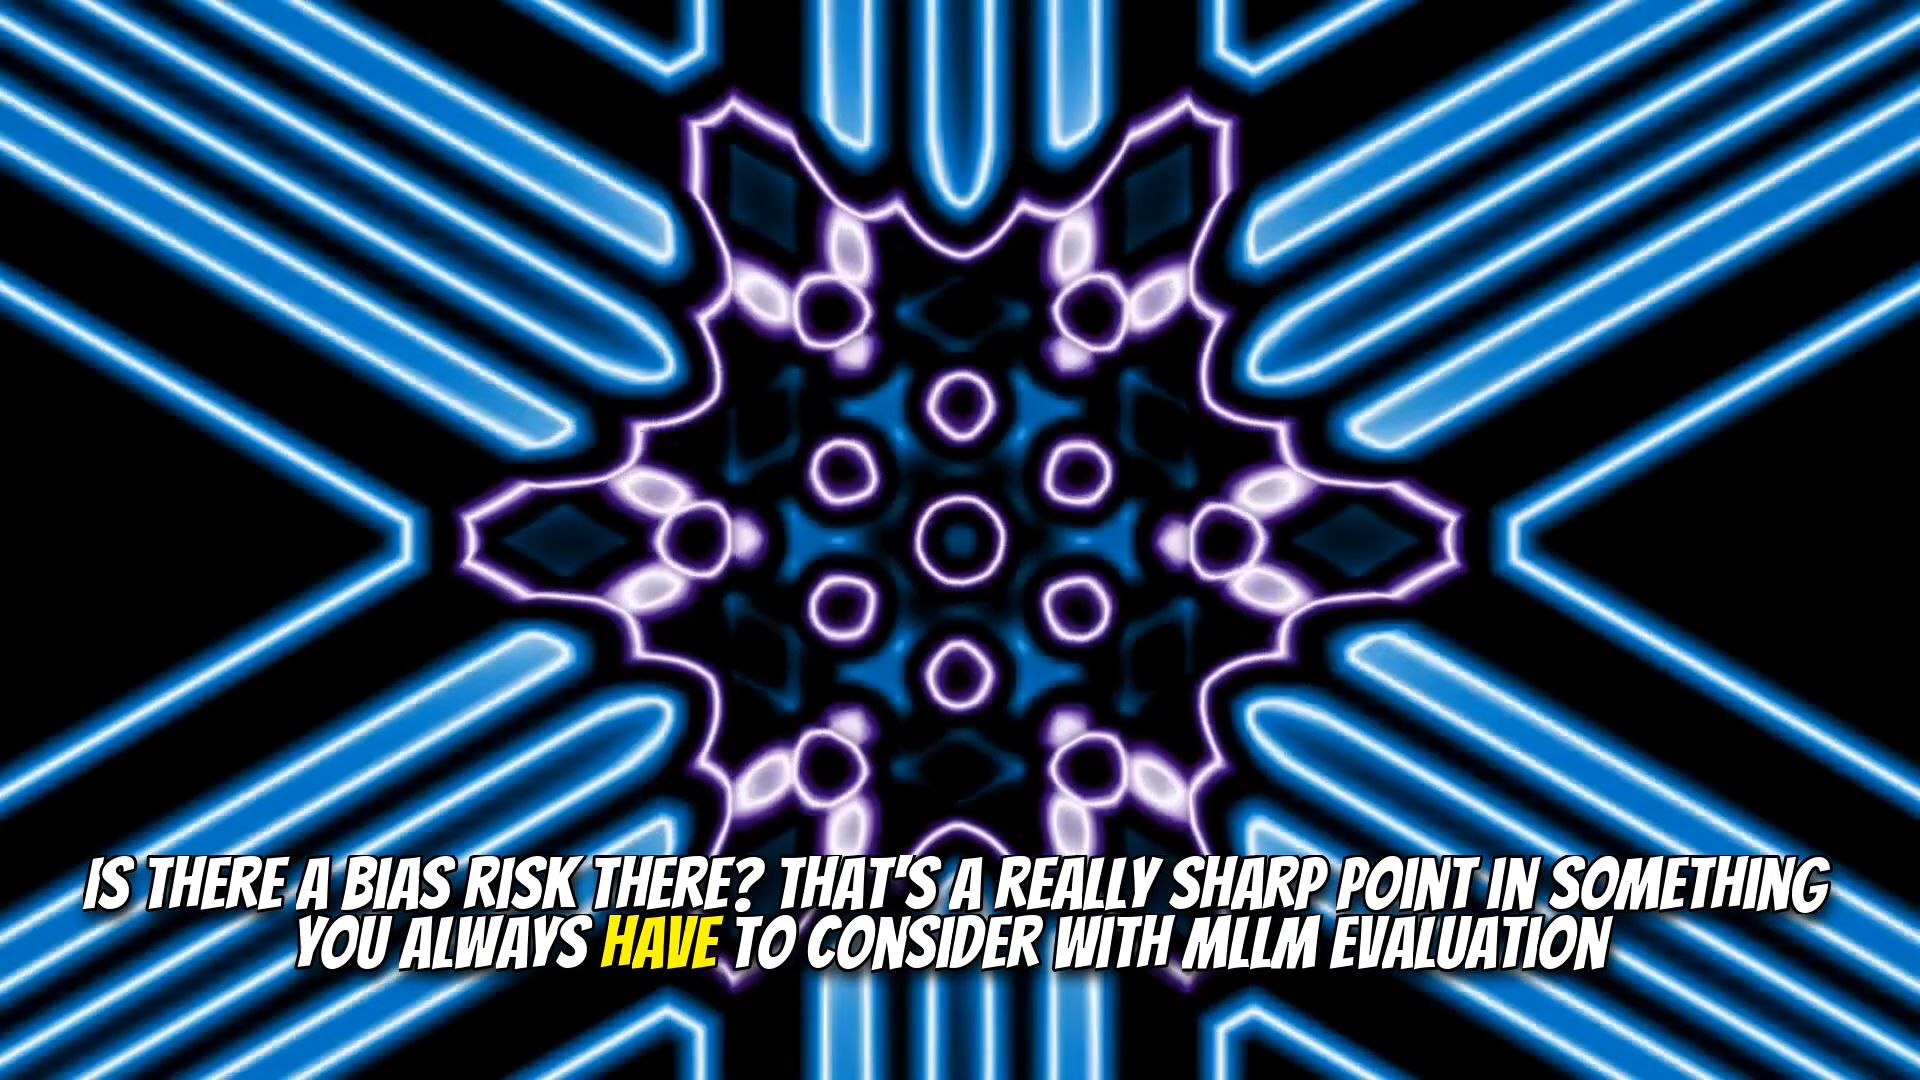 IS THERE A BIAS RISK THERE? THAT'S A REALLY SHARP POINT IN SOMETHING
YOU ALWAYS HAVE TO CONSIDER WITH MLLM EVALUATION